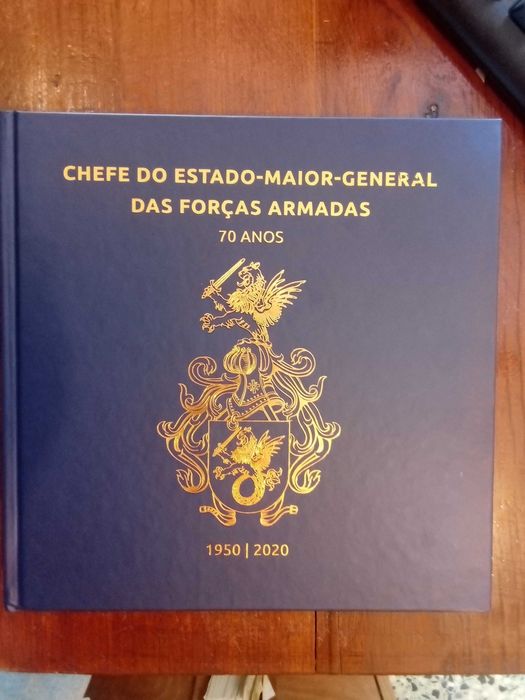 CHEFE DO ESTADO-MAIOR-GENERAL
DAS FORÇAS ARMADAS
70 ANOS
1950 | 2020